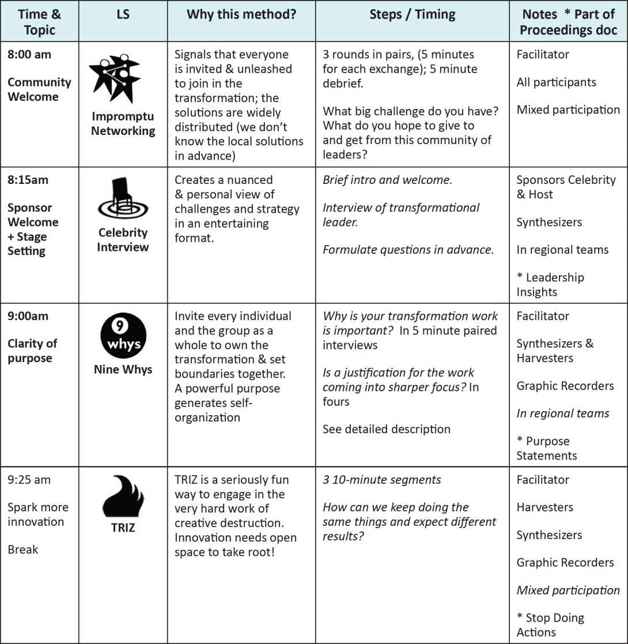 Time & Topic
LS
Why this method?
Steps / Timing
Notes * Part of Proceedings doc
8:00 am
Community
Welcome
Impromptu
Networking
Signals that everyone
is invited & unleashed
to join in the
transformation; the
solutions are widely
distributed (we don't
know the local solutions
in advance)
3 rounds in pairs, (5 minutes
for each exchange); 5 minute
debrief.
What big challenge do you have?
What do you hope to give to
and get from this community of
leaders?
Facilitator
All participants
Mixed participation
8:15am
Sponsor
Welcome
+ Stage
Setting
Celebrity
Interview
Creates a nuanced
& personal view of
challenges and strategy
in an entertaining
format.
Brief intro and welcome.
Interview of transformational
leader.
Formulate questions in advance.
Sponsors Celebrity
& Host
Synthesizers
In regional teams
* Leadership
Insights
9:00am
Clarity of
purpose
9
whys
Nine Whys
Invite every individual
and the group as a
whole to own the
transformation & set
boundaries together.
A powerful purpose
generates self-
organization
Why is your transformation work
is important? In 5 minute paired
interviews
Is a justification for the work
coming into sharper focus? In
fours
See detailed description
Facilitator
Synthesizers &
Harvesters
Graphic Recorders
In regional teams
* Purpose
Statements
9:25 am
Spark more
innovation
Break
TRIZ
TRIZ is a seriously fun
way to engage in the
very hard work of
creative destruction.
Innovation needs open
space to take root!
3 10-minute segments
How can we keep doing the
same things and expect different
results?
Facilitator
Harvesters
Synthesizers
Graphic Recorders
Mixed participation
* Stop Doing
Actions